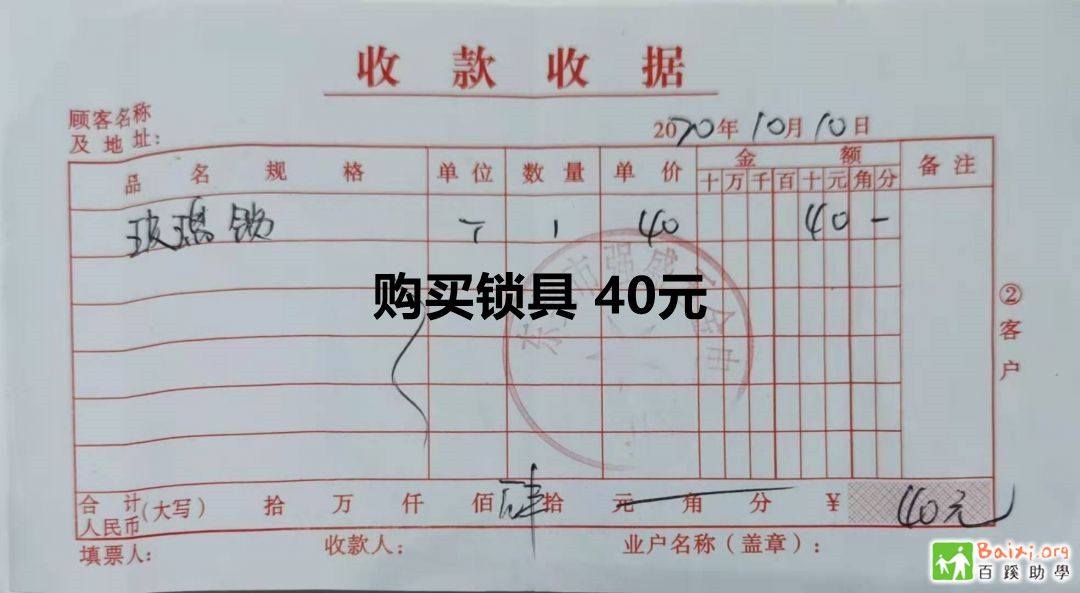 收款收据
顾客名称
及地址:
2020年10月10日
品名规格 单位 数量 单价 金额 备注
十万千百十元角分
玻璃锁 个 1 40 40 一
购买锁具 40元
②客户
合计
人民币(大写) 拾 万 仟 佰 肆拾 元 角 分 ¥ 40元
填票人: 收款人: 业户名称(盖章):
Baixi.org
百蹊助學